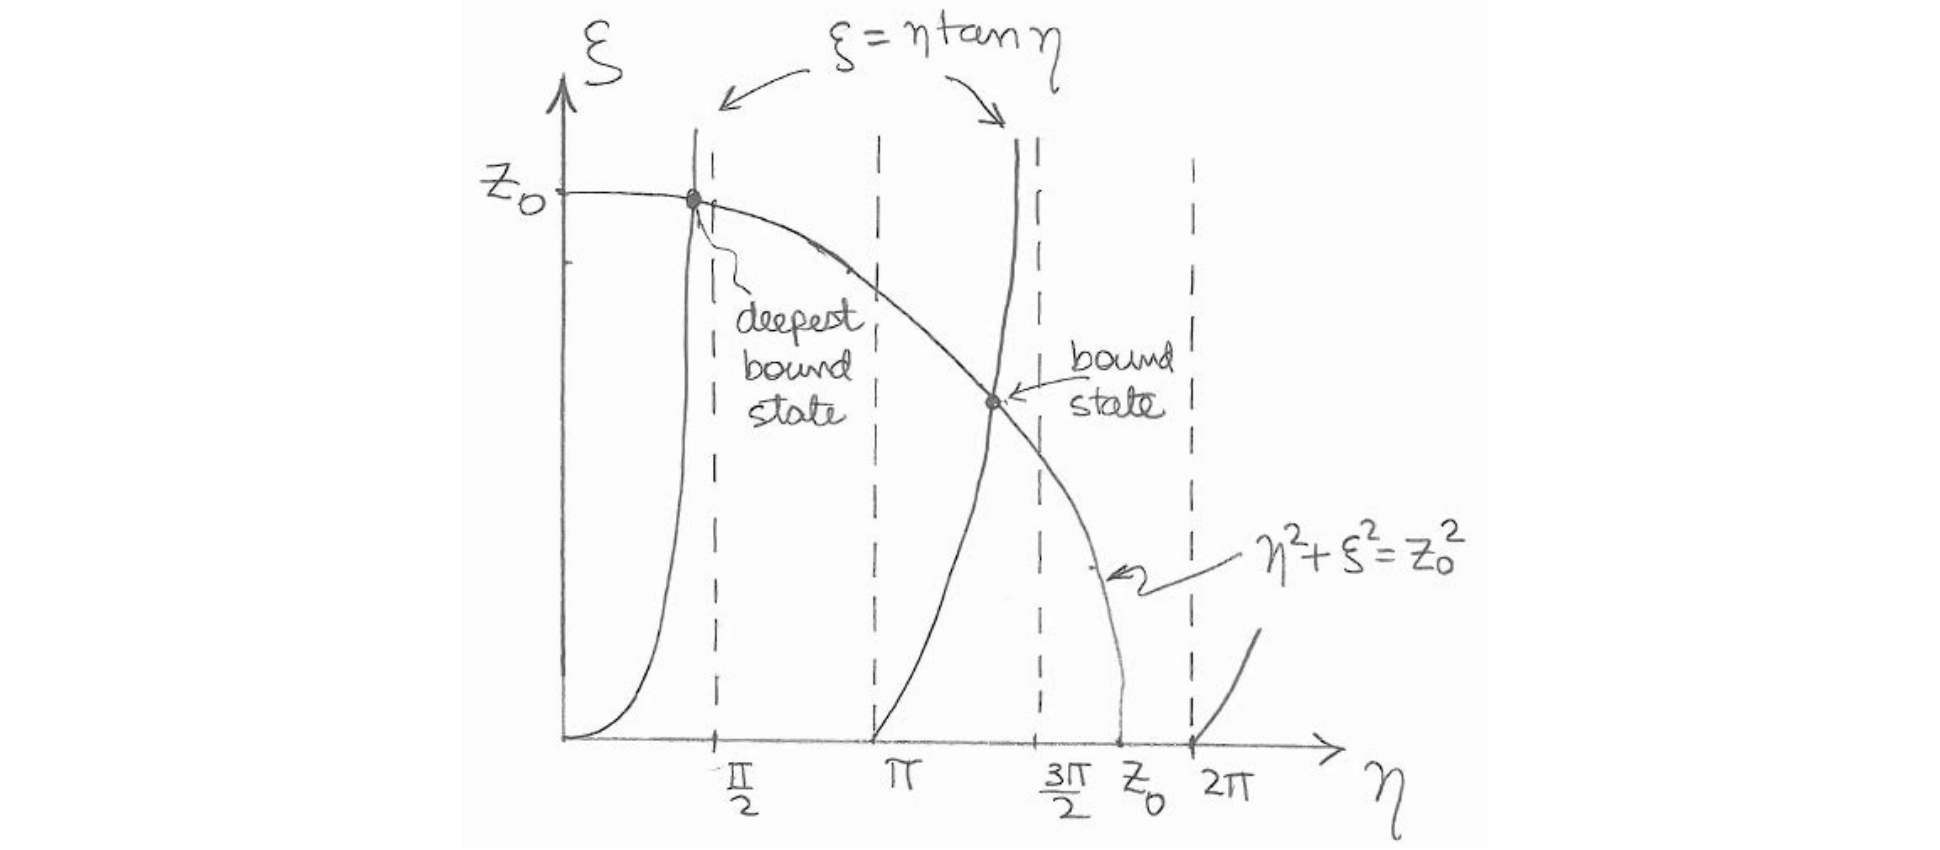 ξ
ξ = η tan η
z₀
deepest
bound
state
bound
state
η² + ξ² = z₀²
π/2
π
3π/2
z₀
2π
η